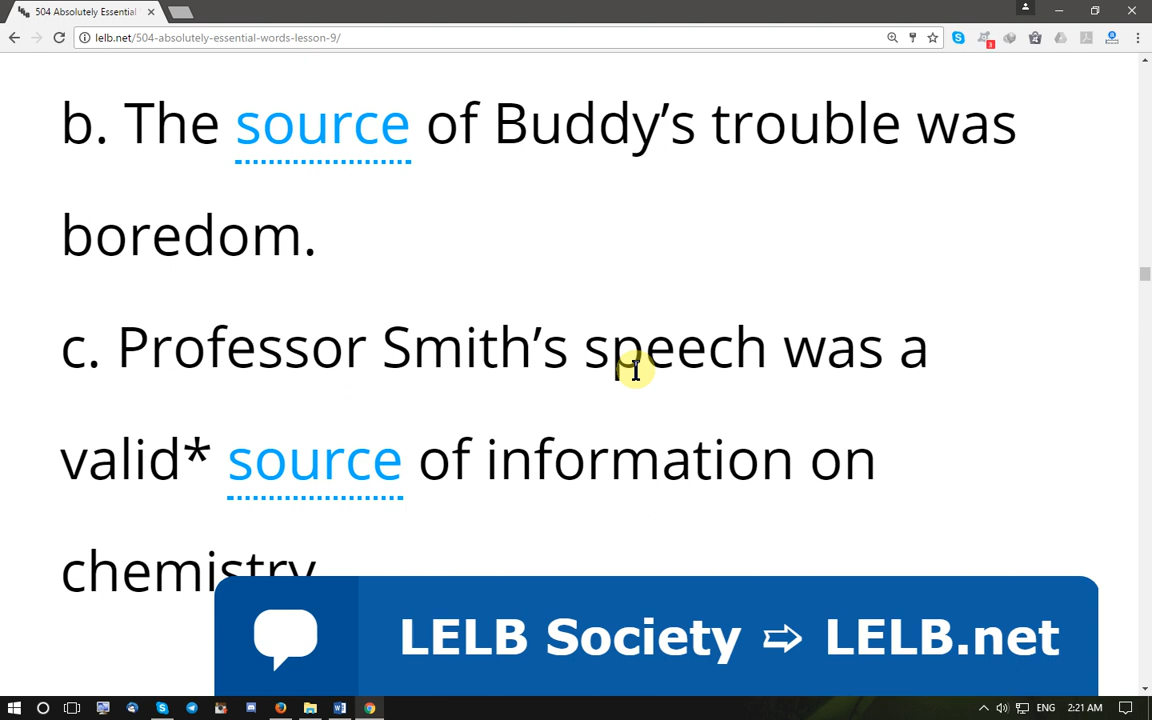 504 Absolutely Essential
lelb.net/504-absolutely-essential-words-lesson-9/
b. The source of Buddy's trouble was
boredom.
c. Professor Smith's speech was a
valid* source of information on
chemistry
LELB Society ⇨ LELB.net
ENG 2:21 AM